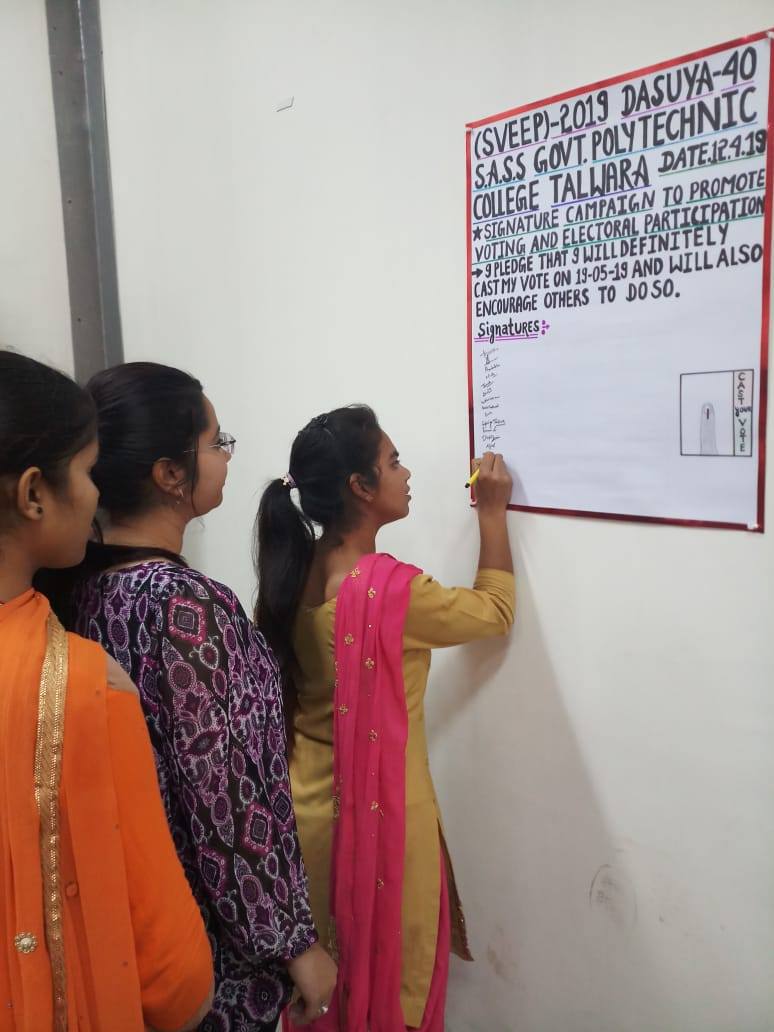 (SVEEP)-2019 DASUYA-40
S.A.S.S GOVT. POLYTECHNIC
COLLEGE TALWARA DATE.12.4.19
★SIGNATURE CAMPAIGN TO PROMOTE
VOTING AND ELECTORAL PARTICIPATION
→ I PLEDGE THAT I WILL DEFINITELY
CAST MY VOTE ON 19-05-19 AND WILL ALSO
ENCOURAGE OTHERS TO DO SO.
Signatures:
CAST YOUR VOTE